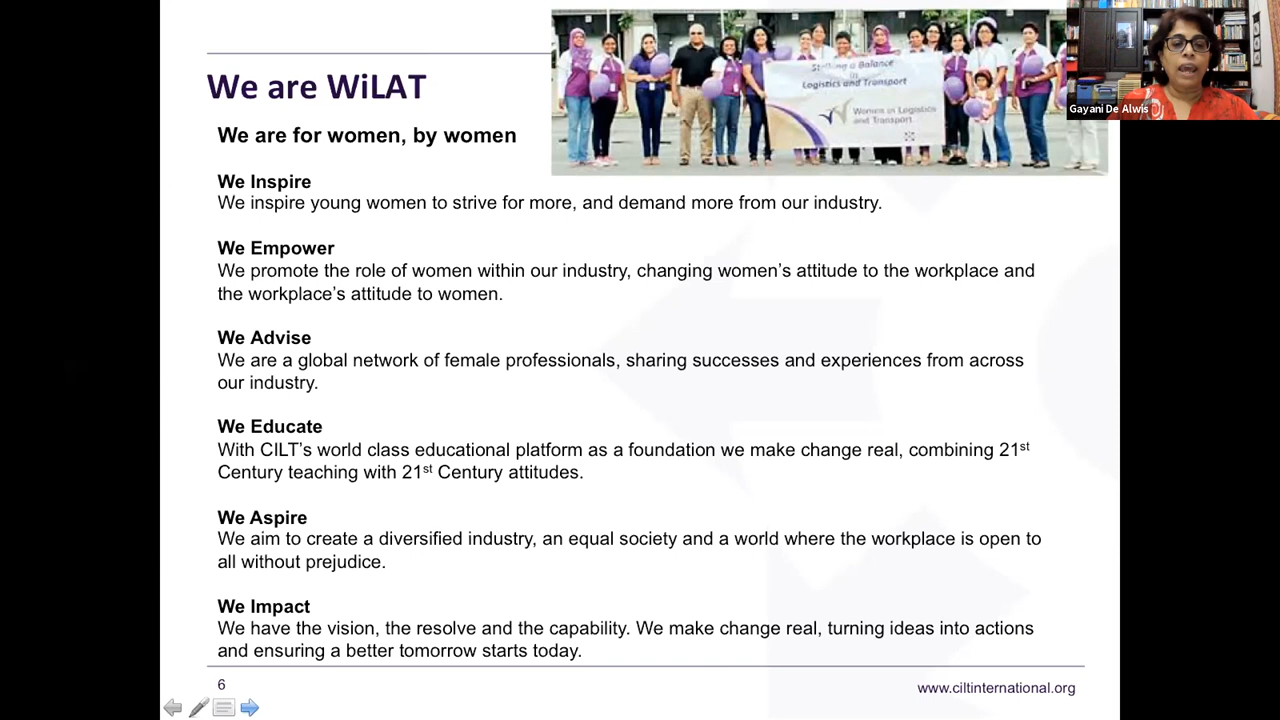 We are WiLAT
Striking a Balance
in
Logistics and Transport
Women in Logistics
and Transport
Gayani De Alwis
We are for women, by women
We Inspire
We inspire young women to strive for more, and demand more from our industry.
We Empower
We promote the role of women within our industry, changing women’s attitude to the workplace and
the workplace’s attitude to women.
We Advise
We are a global network of female professionals, sharing successes and experiences from across
our industry.
We Educate
With CILT’s world class educational platform as a foundation we make change real, combining 21st
Century teaching with 21st Century attitudes.
We Aspire
We aim to create a diversified industry, an equal society and a world where the workplace is open to
all without prejudice.
We Impact
We have the vision, the resolve and the capability. We make change real, turning ideas into actions
and ensuring a better tomorrow starts today.
6
www.ciltinternational.org